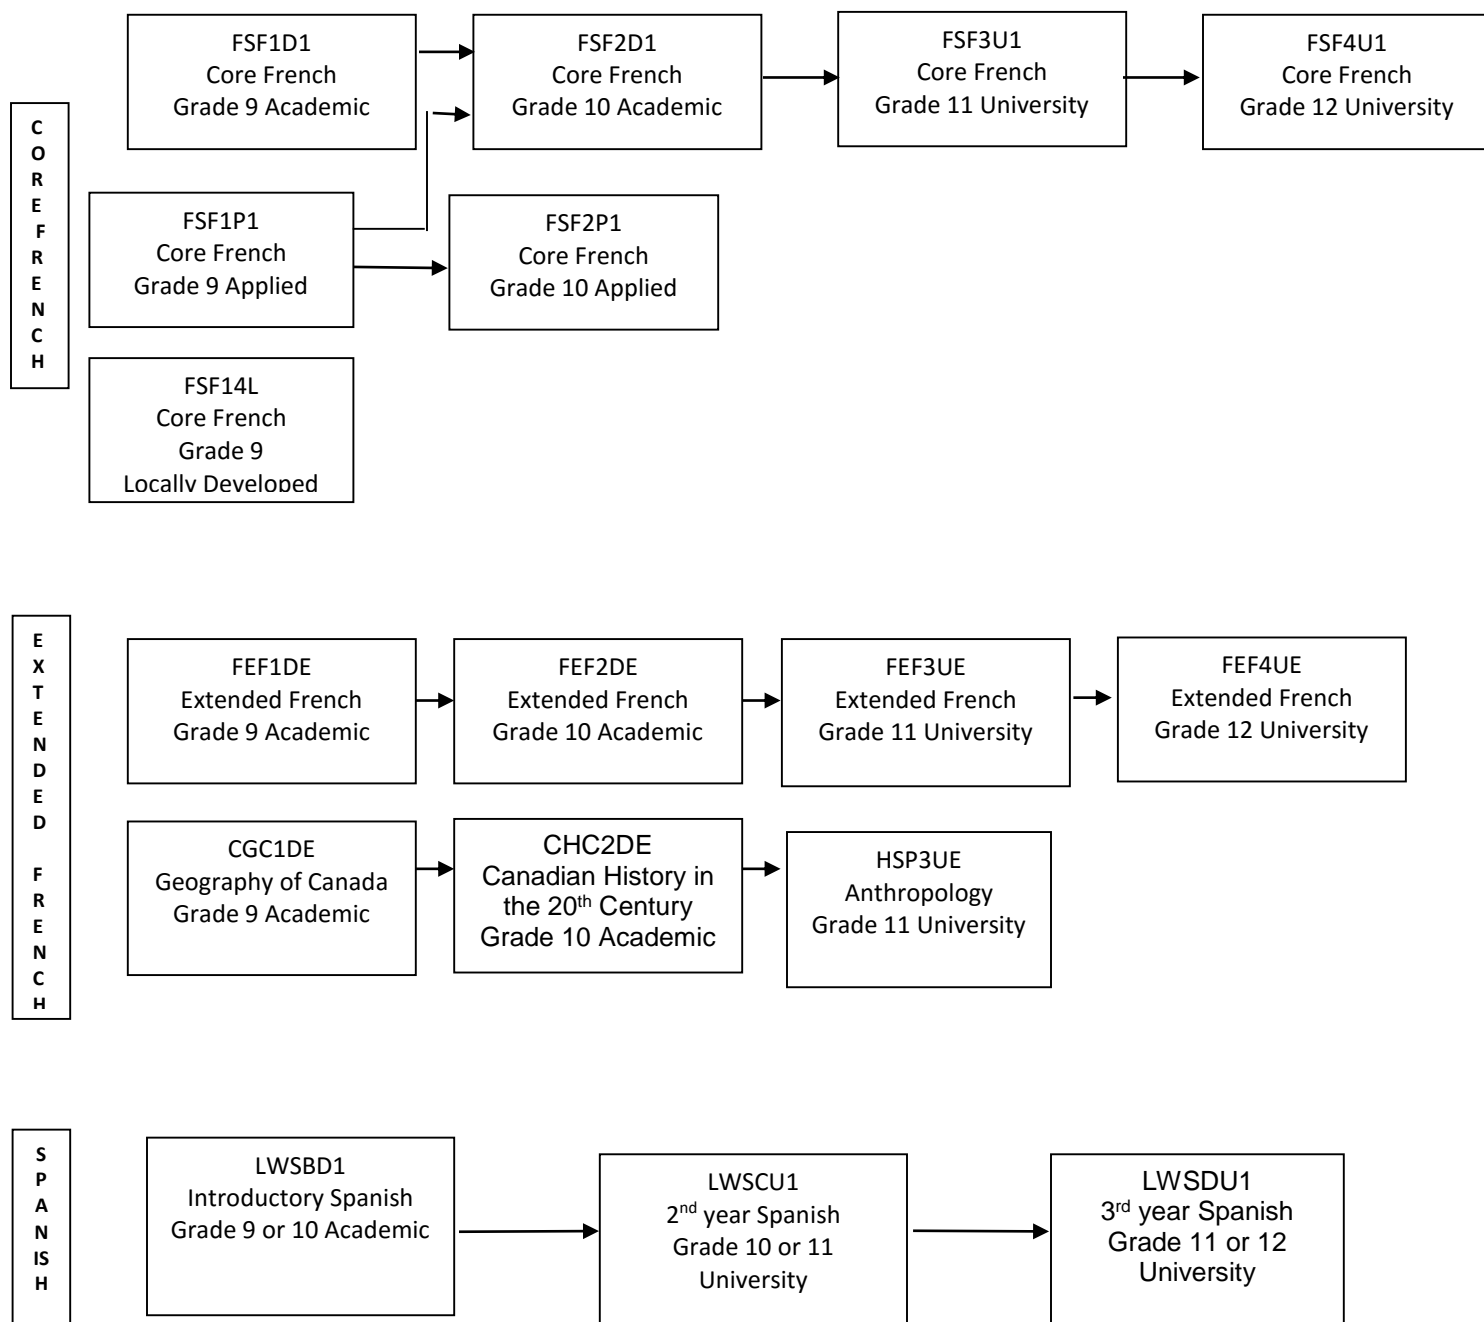 FSF1D1
Core French
Grade 9 Academic
FSF2D1
Core French
Grade 10 Academic
FSF3U1
Core French
Grade 11 University
FSF4U1
Core French
Grade 12 University
C
O
R
E
F
R
E
N
C
H
FSF1P1
Core French
Grade 9 Applied
FSF2P1
Core French
Grade 10 Applied
FSF14L
Core French
Grade 9
Locally Developed
E
X
T
E
N
D
E
D
F
R
E
N
C
H
FEF1DE
Extended French
Grade 9 Academic
FEF2DE
Extended French
Grade 10 Academic
FEF3UE
Extended French
Grade 11 University
FEF4UE
Extended French
Grade 12 University
CGC1DE
Geography of Canada
Grade 9 Academic
CHC2DE
Canadian History in
the 20th Century
Grade 10 Academic
HSP3UE
Anthropology
Grade 11 University
S
P
A
N
IS
H
LWSBD1
Introductory Spanish
Grade 9 or 10 Academic
LWSCU1
2nd year Spanish
Grade 10 or 11
University
LWSDU1
3rd year Spanish
Grade 11 or 12
University